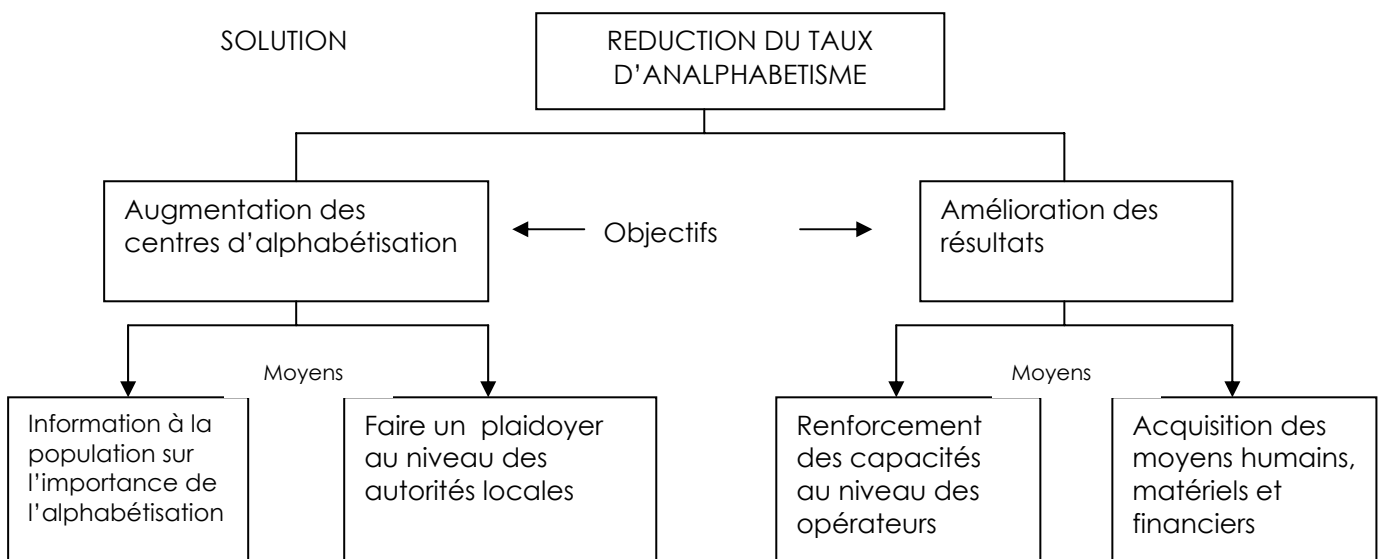 SOLUTION
REDUCTION DU TAUX
D’ANALPHABETISME
Augmentation des
centres d’alphabétisation
Objectifs
Amélioration des
résultats
Moyens
Moyens
Information à la
population sur
l’importance de
l’alphabétisation
Faire un plaidoyer
au niveau des
autorités locales
Renforcement
des capacités
au niveau des
opérateurs
Acquisition des
moyens humains,
matériels et
financiers